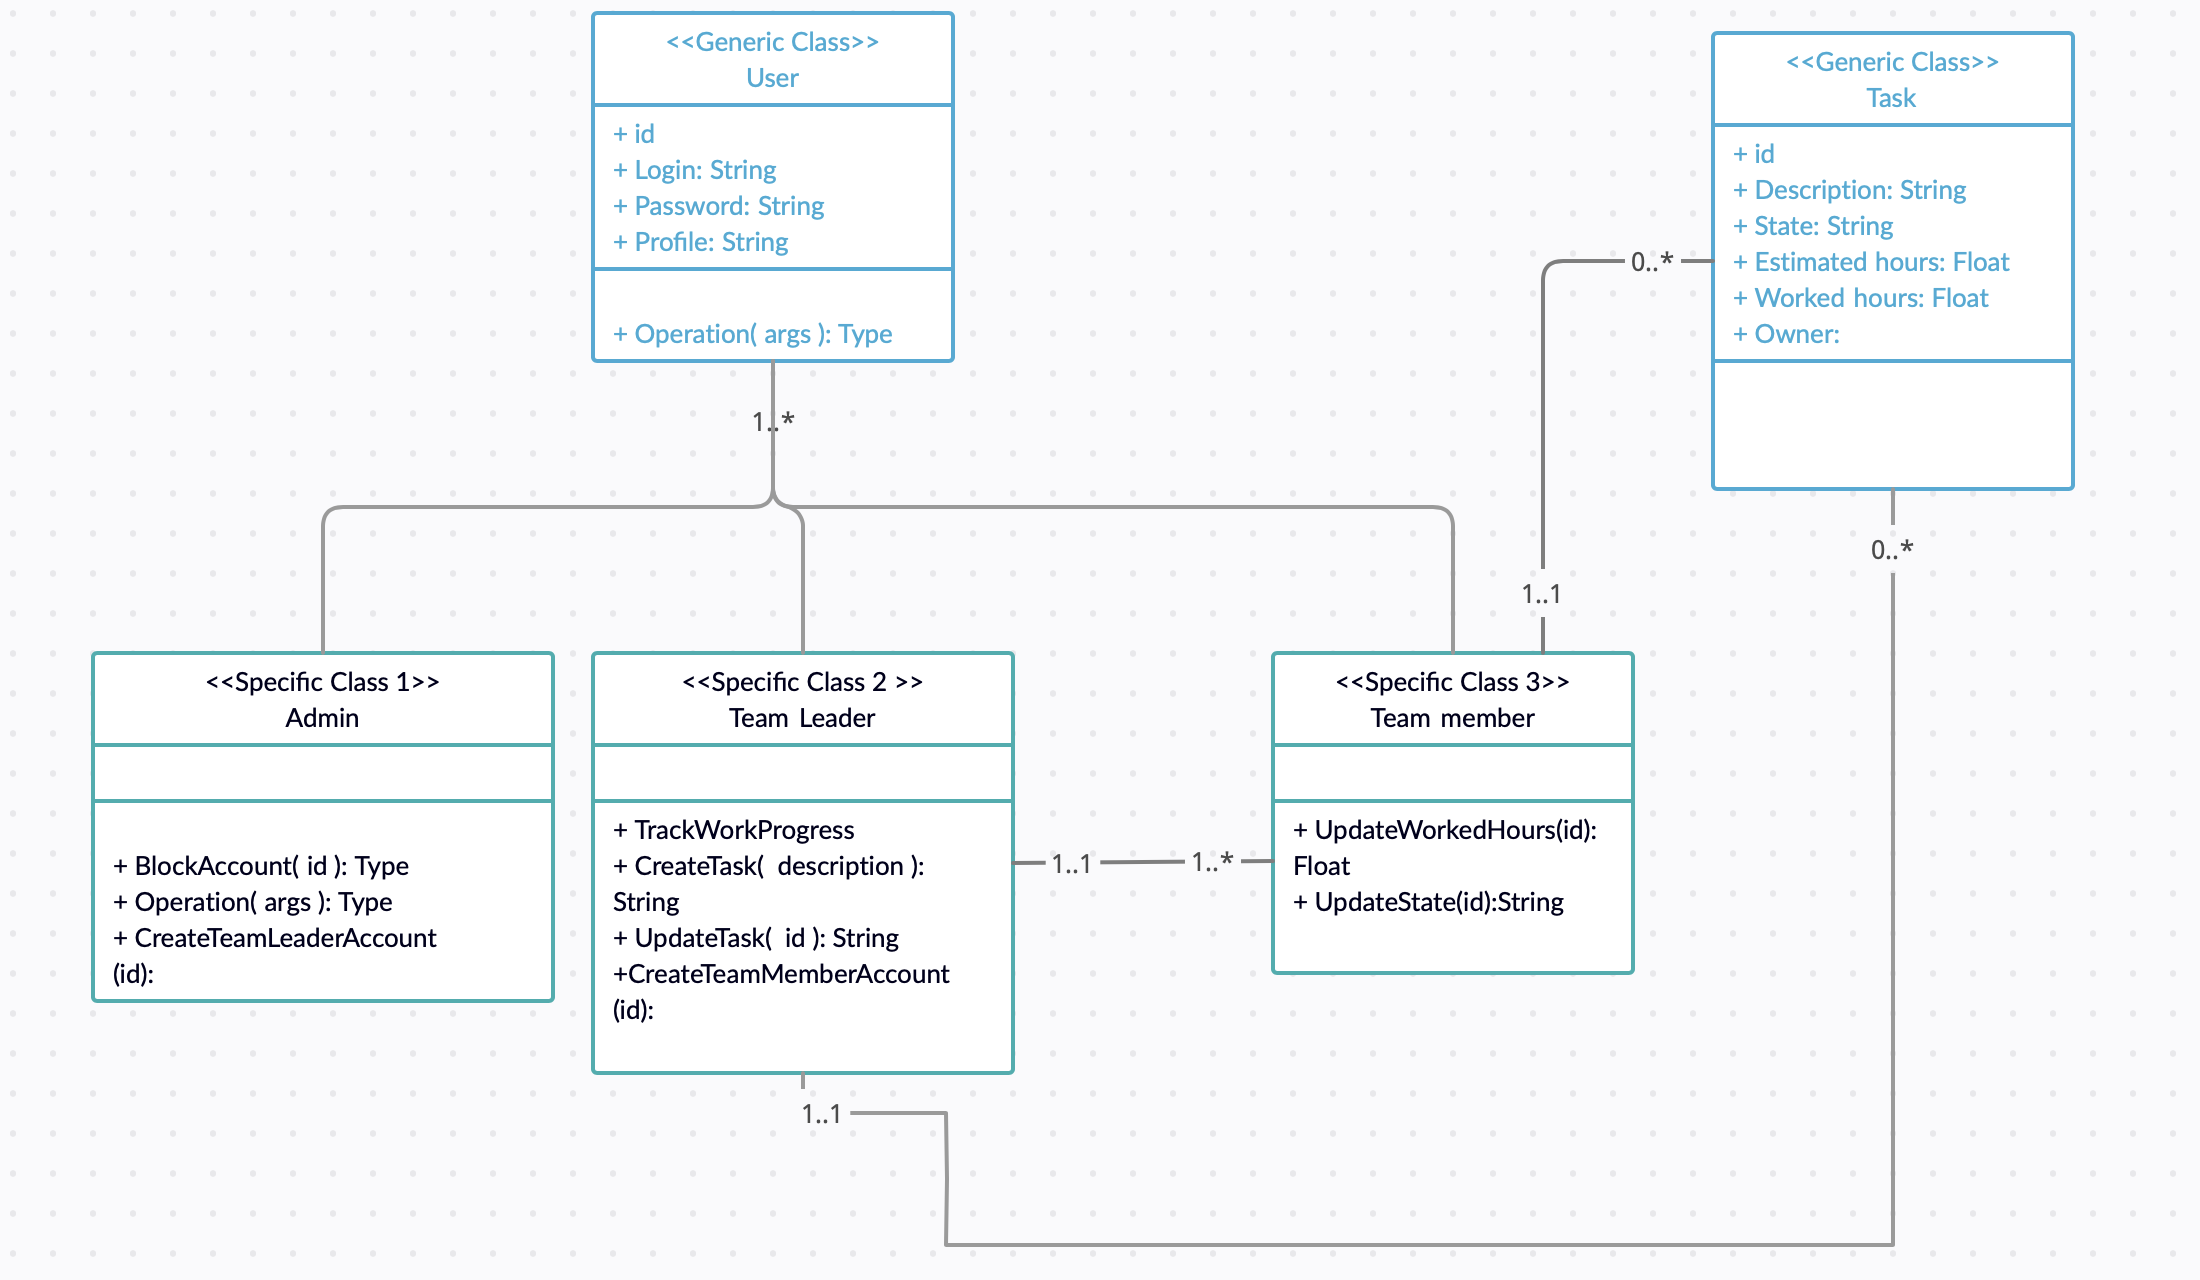 <<Generic Class>>
User
+ id
+ Login: String
+ Password: String
+ Profile: String
+ Operation( args ): Type
1..*
<<Generic Class>>
Task
+ id
+ Description: String
+ State: String
+ Estimated hours: Float
+ Worked hours: Float
+ Owner:
0..*
1..1
0..*
<<Specific Class 1>>
Admin
+ BlockAccount( id ): Type
+ Operation( args ): Type
+ CreateTeamLeaderAccount
(id):
<<Specific Class 2 >>
Team Leader
+ TrackWorkProgress
+ CreateTask( description ):
String
+ UpdateTask( id ): String
+CreateTeamMemberAccount
(id):
1..1
1..*
<<Specific Class 3>>
Team member
+ UpdateWorkedHours(id):
Float
+ UpdateState(id):String
1..1